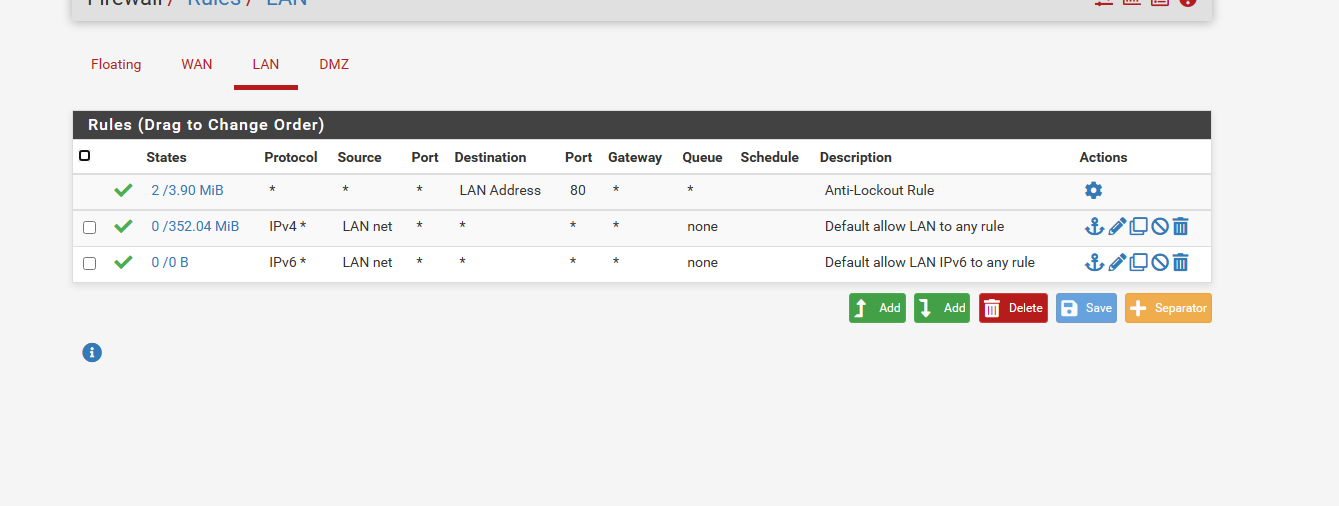 Firewall / Rules / LAN
Floating WAN LAN DMZ
Rules (Drag to Change Order)
States Protocol Source Port Destination Port Gateway Queue Schedule Description Actions
2 /3.90 MiB * * * LAN Address 80 * * Anti-Lockout Rule
0 /352.04 MiB IPv4 * LAN net * * * * none Default allow LAN to any rule
0 /0 B IPv6 * LAN net * * * * none Default allow LAN IPv6 to any rule
Add Add Delete Save Separator